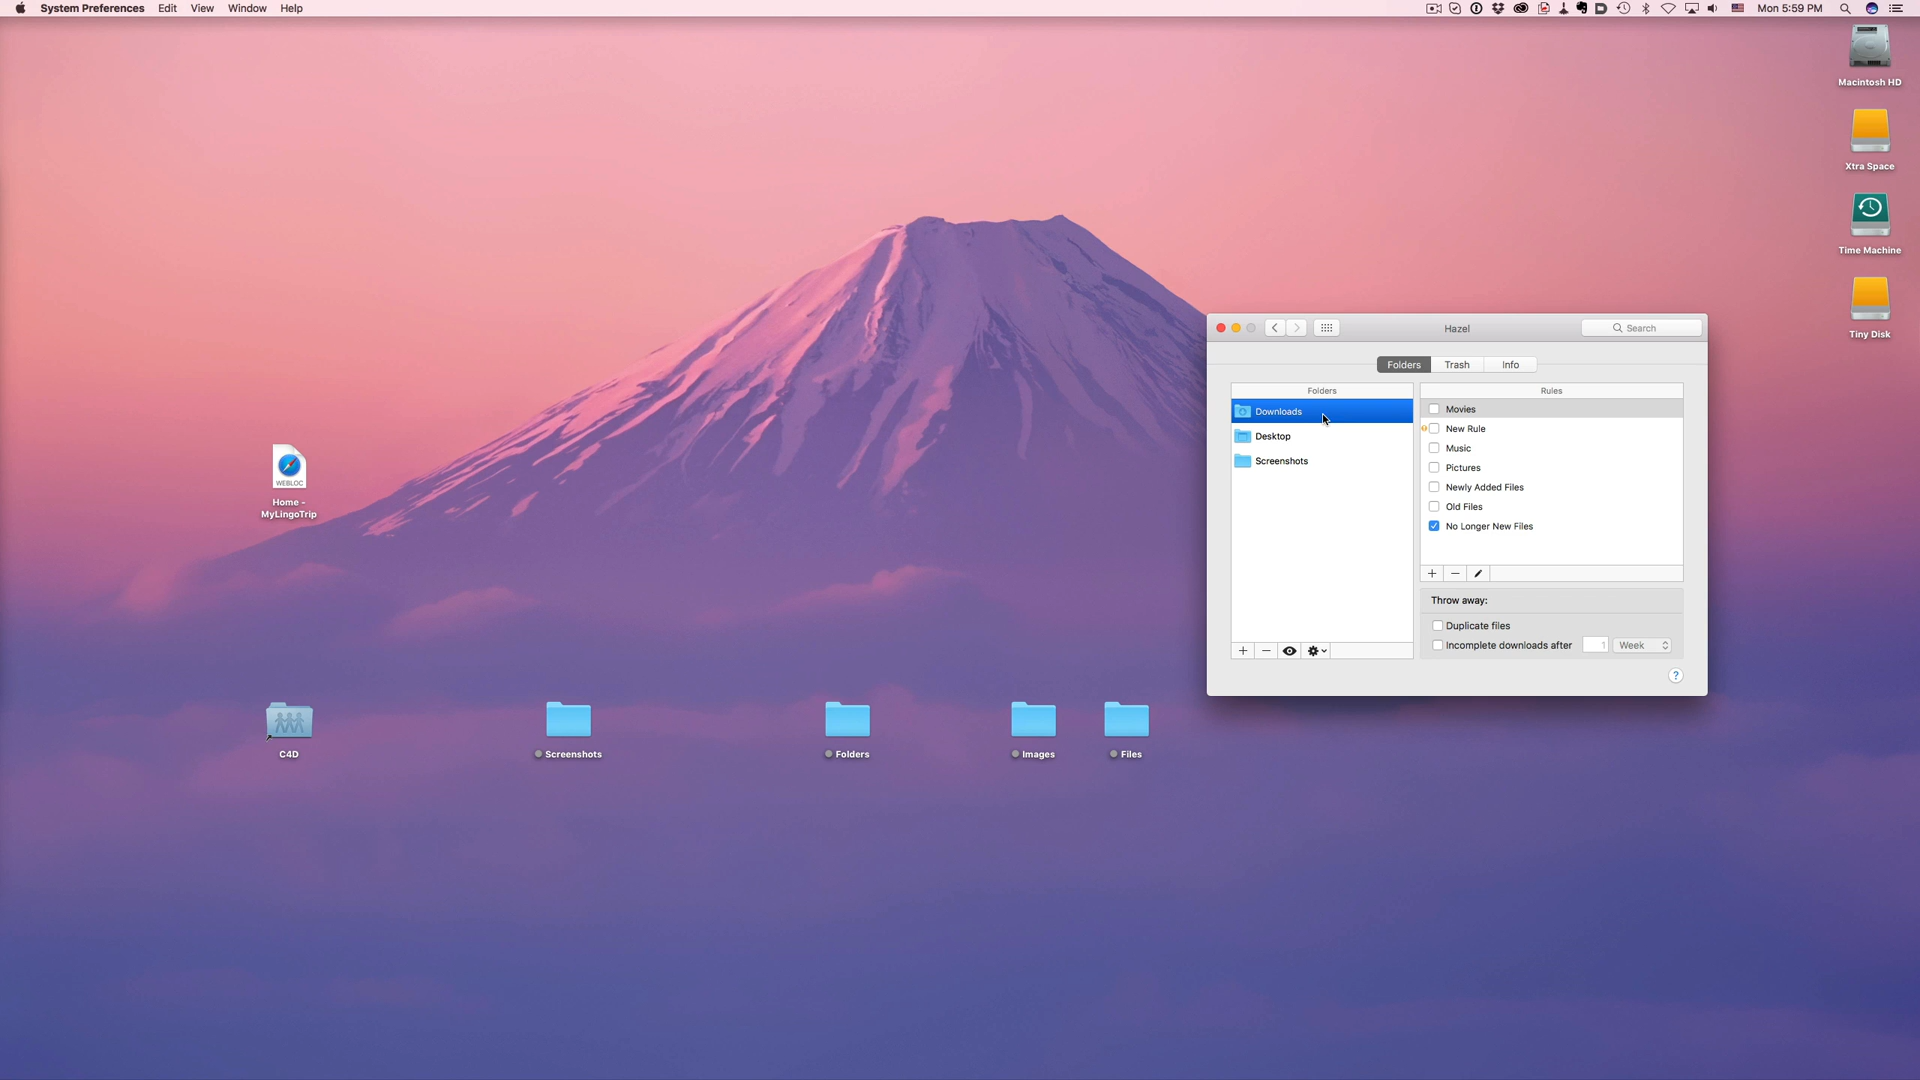 System Preferences Edit View Window Help
Mon 5:59 PM
Macintosh HD
Xtra Space
Time Machine
Tiny Disk
Hazel
Search
Folders Trash Info
Folders
Downloads
Desktop
Screenshots
Rules
Movies
New Rule
Music
Pictures
Newly Added Files
Old Files
No Longer New Files
Throw away:
Duplicate files
Incomplete downloads after 1 Week
?
WEBLOC
Home -
MyLingoTrip
C4D
Screenshots
Folders
Images
Files